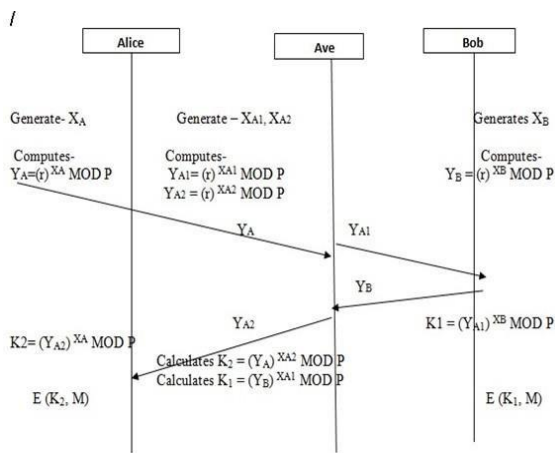 /
Alice
Ave
Bob
Generate- XA
Generate – XA1, XA2
Generates XB
Computes-
YA=(r) XA MOD P
Computes-
YA1= (r) XA1 MOD P
YA2 = (r) XA2 MOD P
Computes-
YB = (r) XB MOD P
YA
YA1
YB
YA2
K1 = (YA1) XB MOD P
K2= (YA2) XA MOD P
Calculates K2 = (YA) XA2 MOD P
Calculates K1 = (YB) XA1 MOD P
E (K2, M)
E (K1, M)